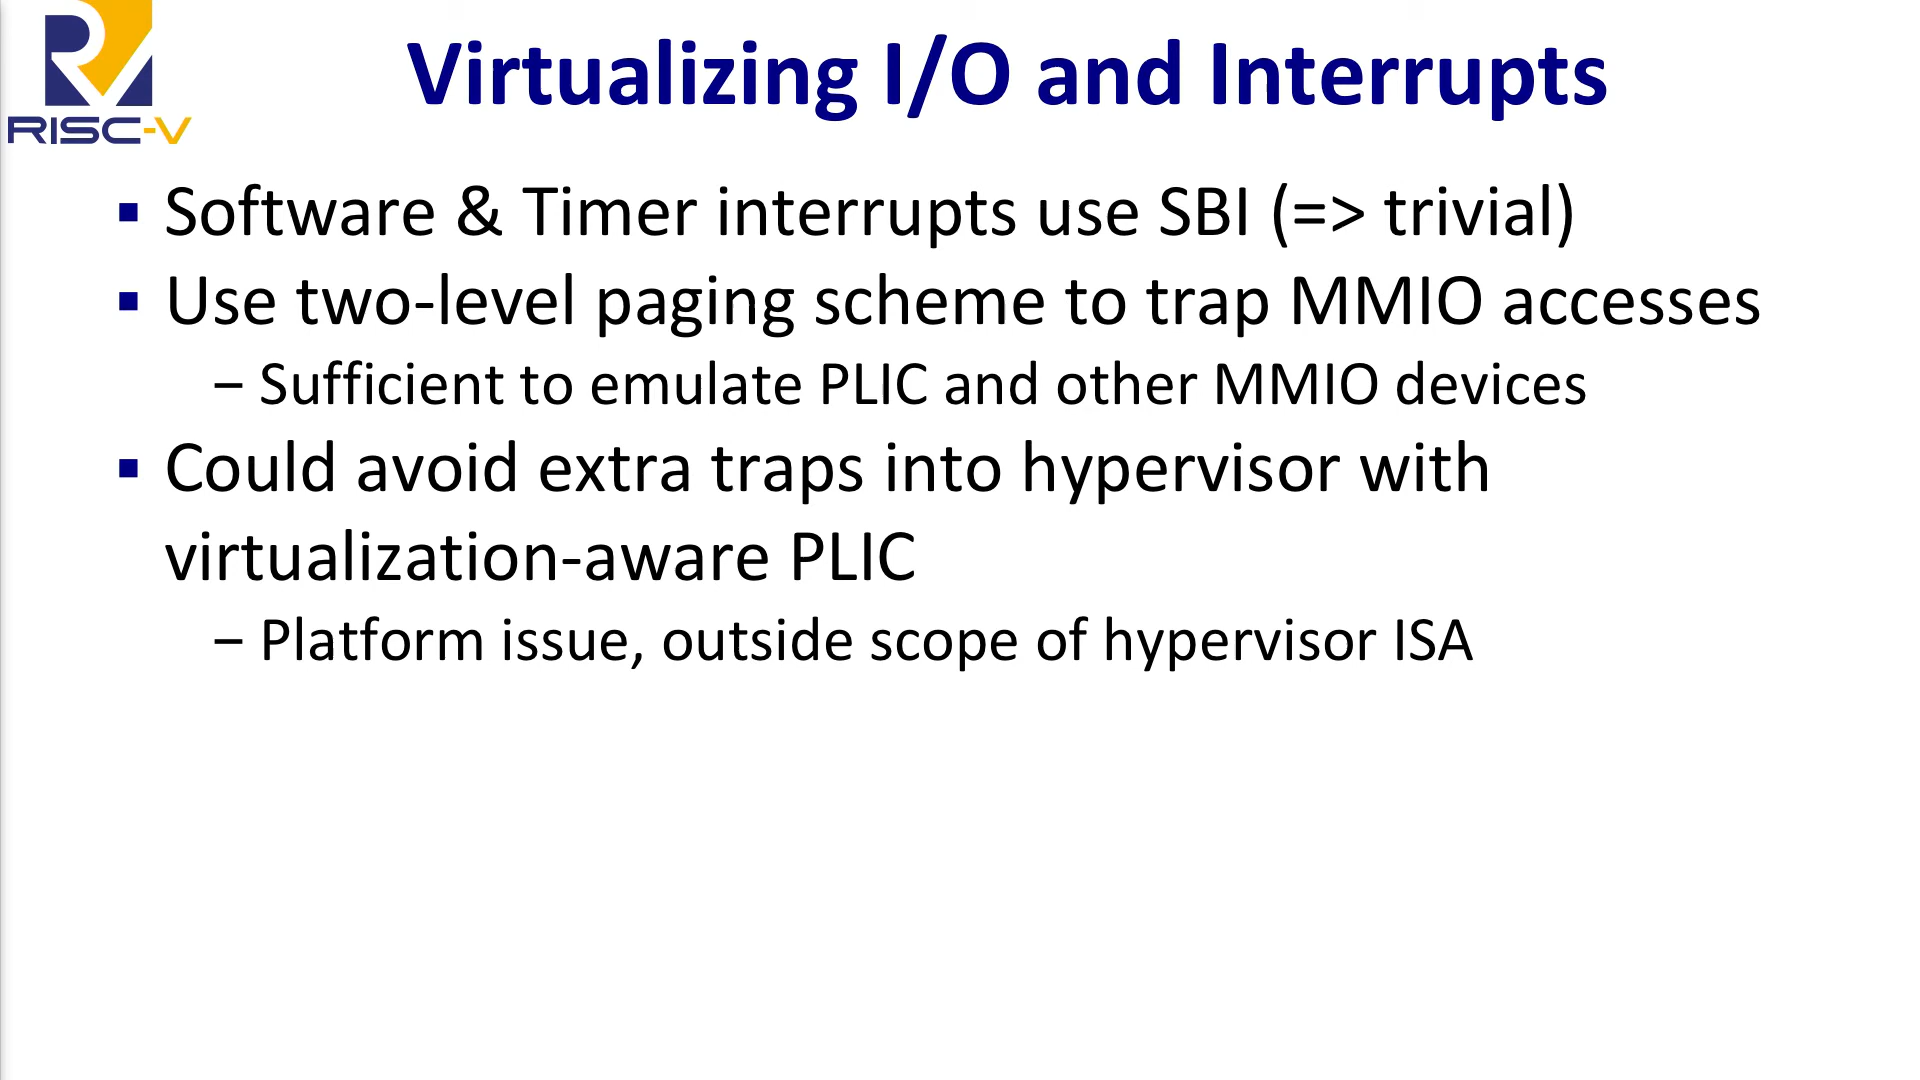 RISC-V
Virtualizing I/O and Interrupts
▪ Software & Timer interrupts use SBI (=> trivial)
▪ Use two-level paging scheme to trap MMIO accesses
– Sufficient to emulate PLIC and other MMIO devices
▪ Could avoid extra traps into hypervisor with
virtualization-aware PLIC
– Platform issue, outside scope of hypervisor ISA